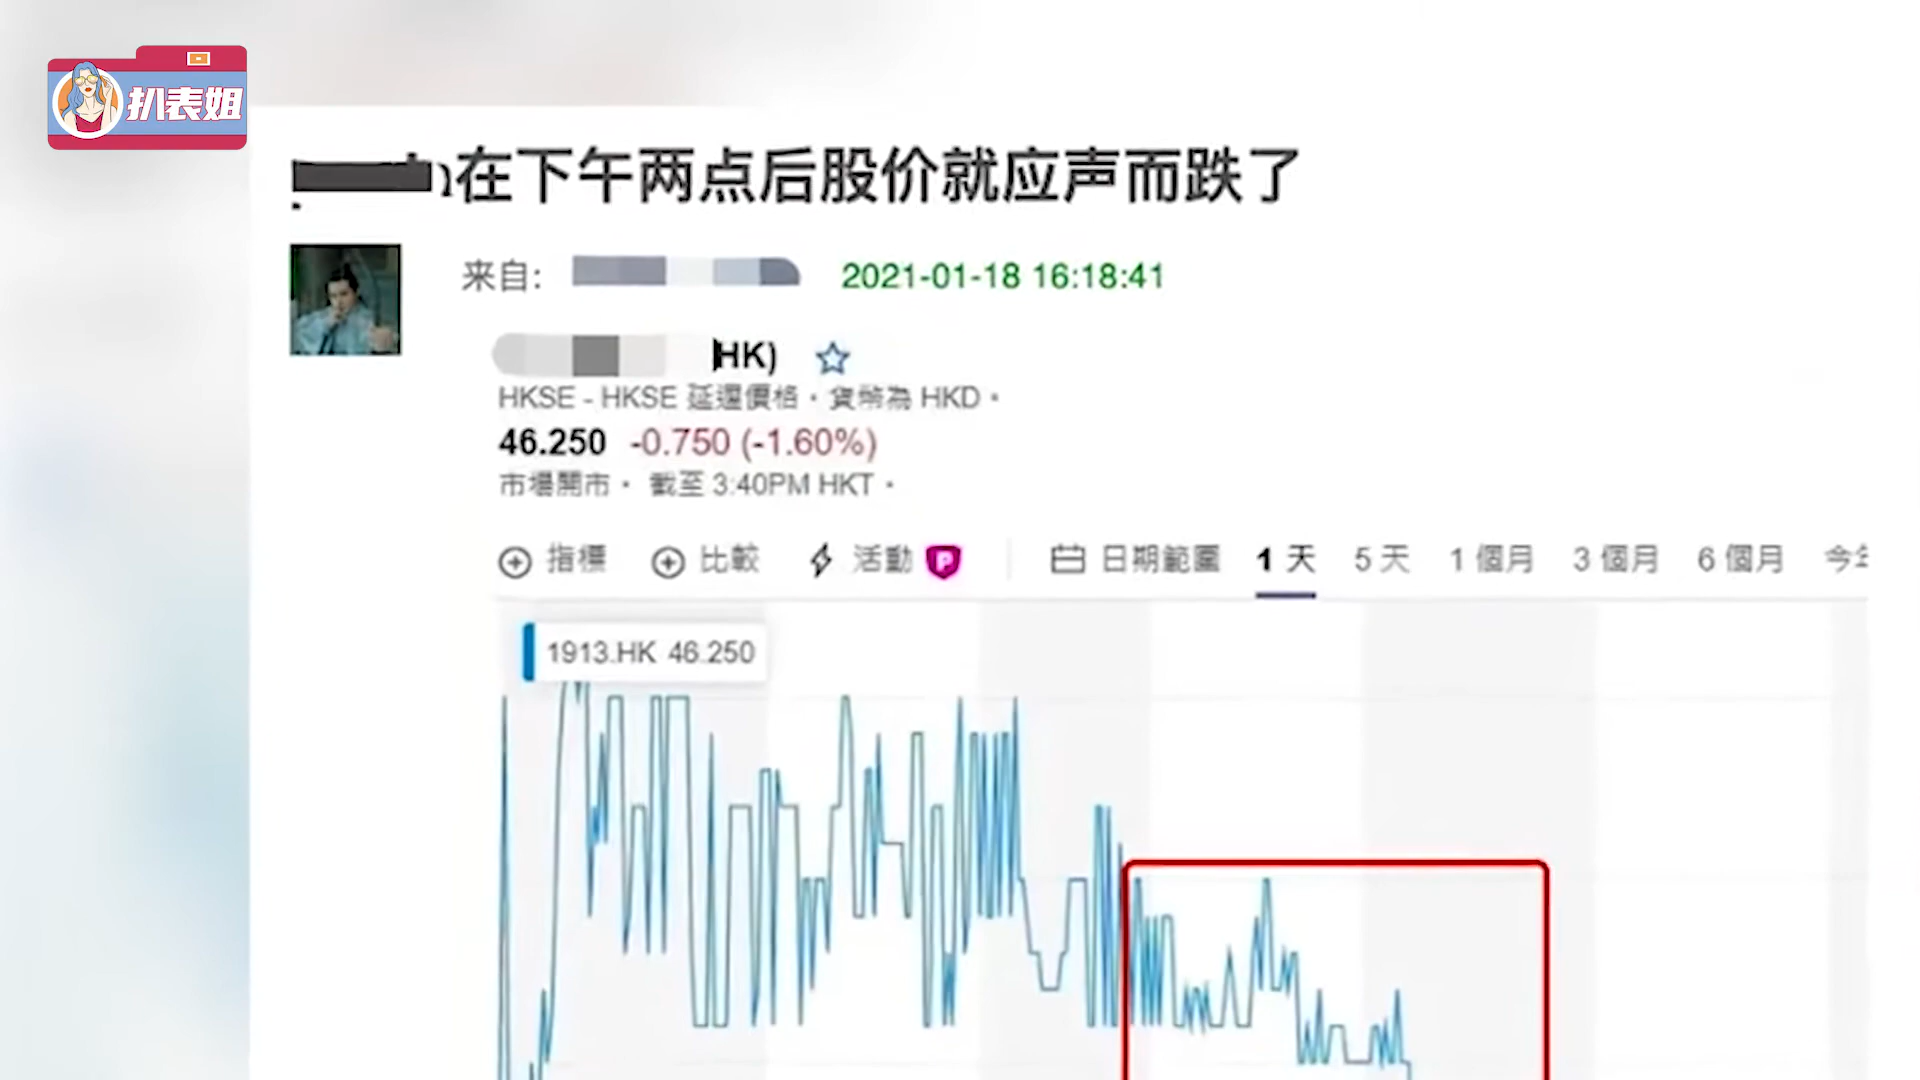 扒表姐
在下午两点后股价就应声而跌了
来自: 2021-01-18 16:18:41
HK)
HKSE - HKSE 延遲價格。貨幣為 HKD。
46.250 -0.750 (-1.60%)
市場開市。 截至 3:40PM HKT。
指標 比較 活動 P 日期範圍 1 天 5 天 1 個月 3 個月 6 個月
1913.HK 46.250